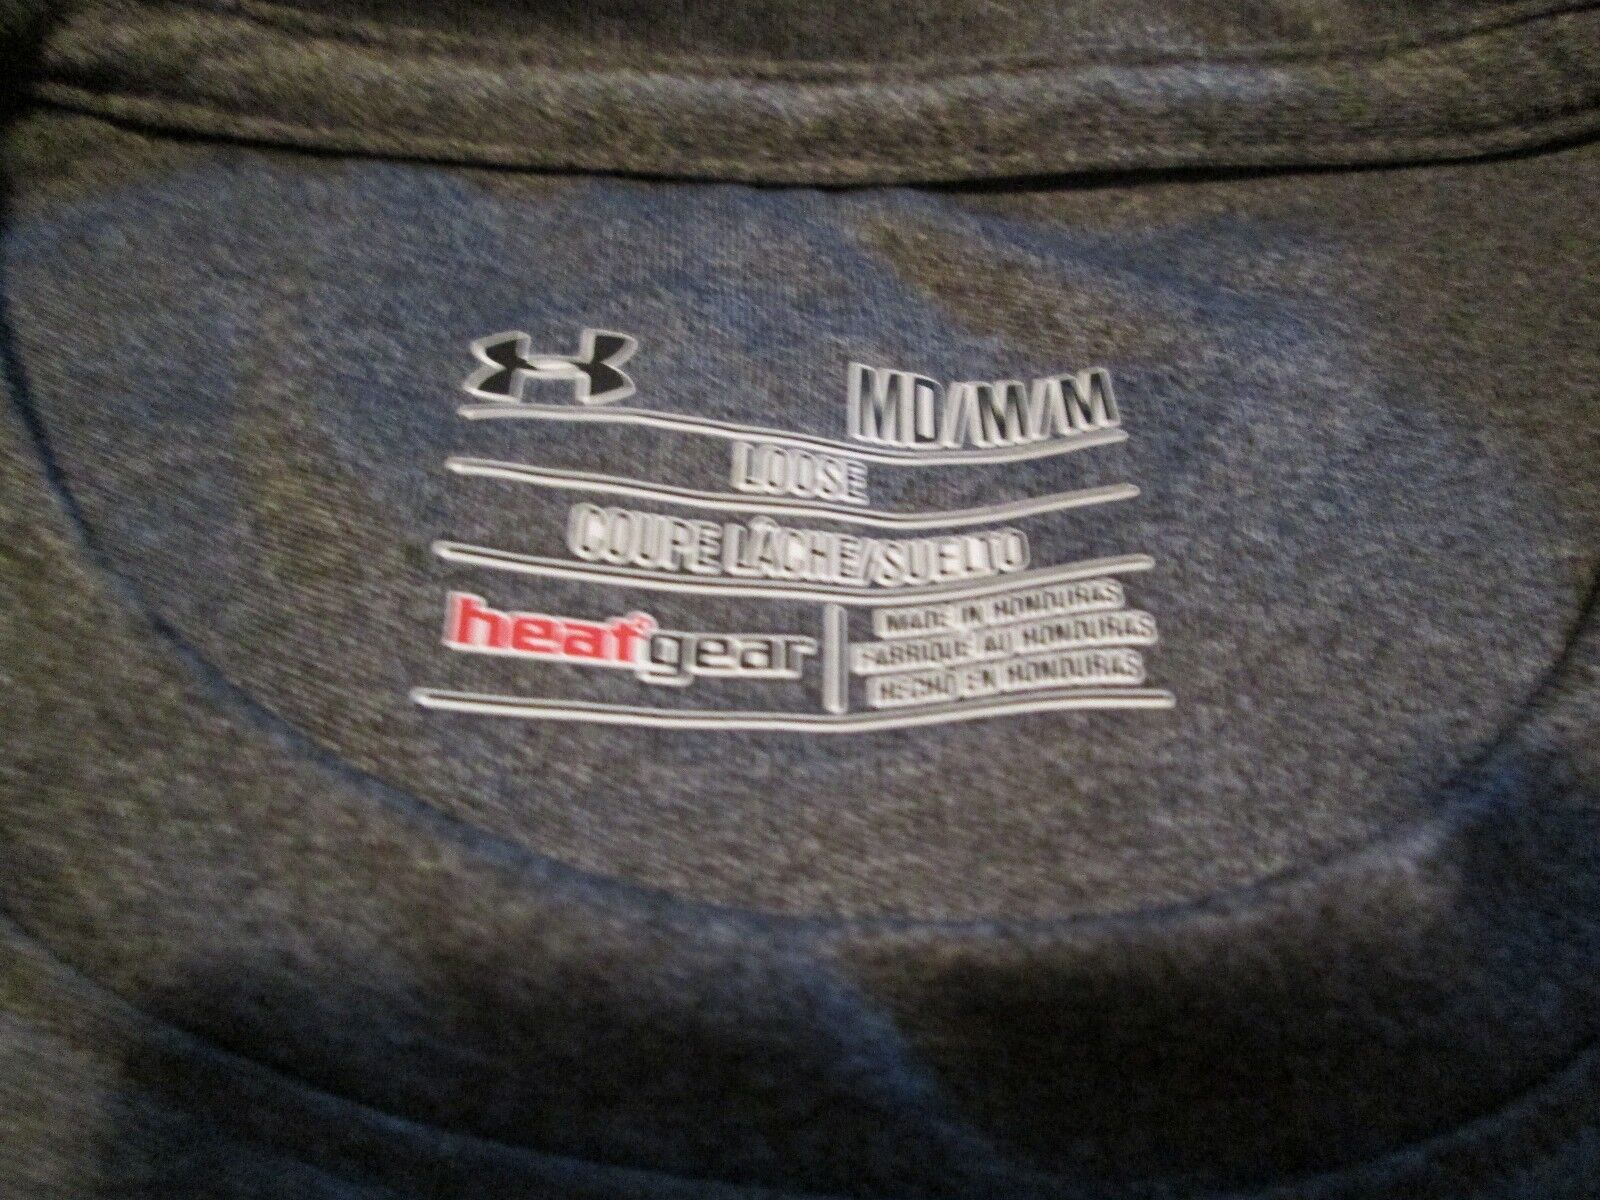 MD/M/M
LOOSE
COUPE LÂCHE/SUELTO
heatgear
MADE IN HONDURAS
FABRIQUÉ AU HONDURAS
HECHO EN HONDURAS